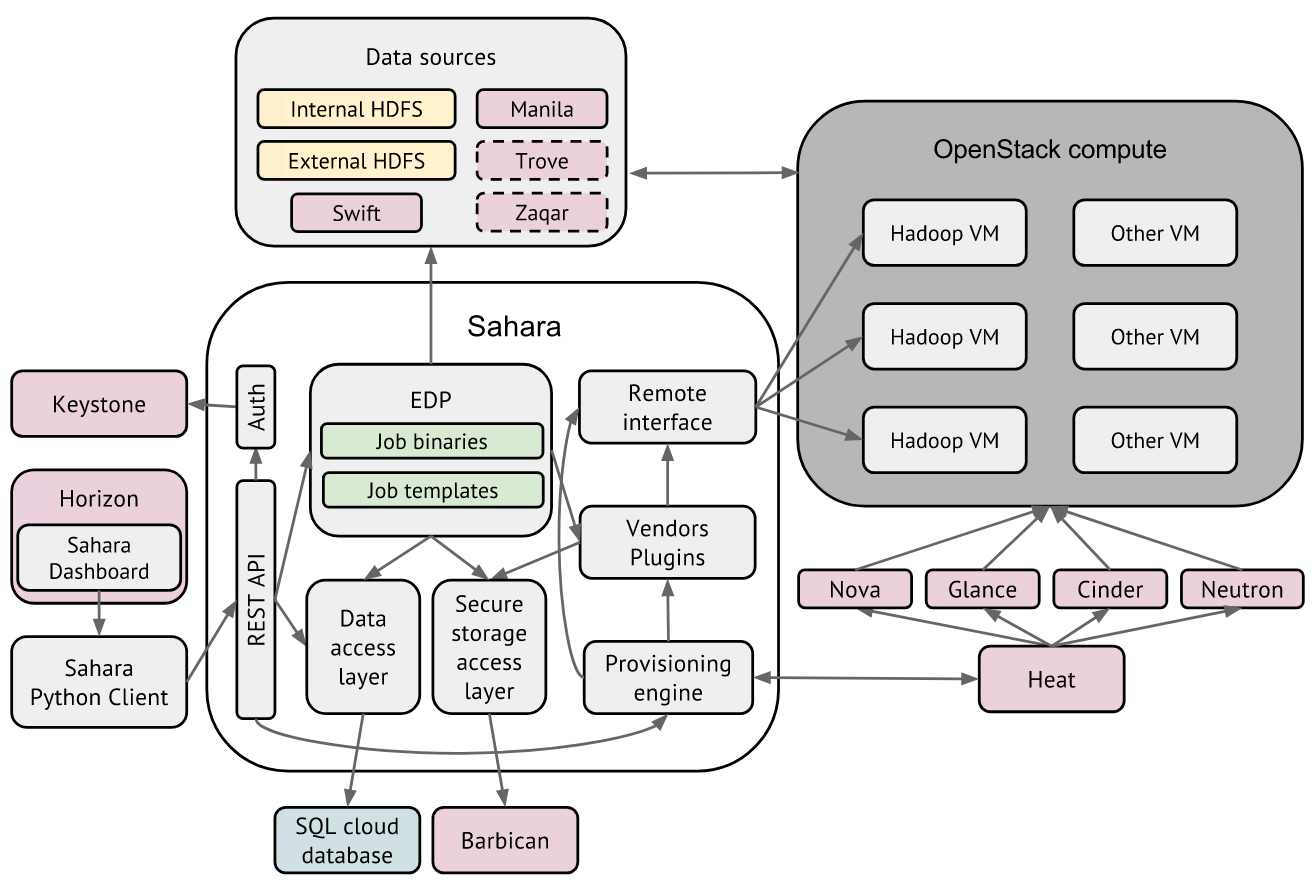 Data sources
Internal HDFS
Manila
External HDFS
Trove
Swift
Zaqar
OpenStack compute
Hadoop VM
Other VM
Hadoop VM
Other VM
Hadoop VM
Other VM
Sahara
Keystone
Auth
EDP
Job binaries
Job templates
Remote
interface
Horizon
Sahara
Dashboard
REST API
Vendors
Plugins
Sahara
Python Client
Data
access
layer
Secure
storage
access
layer
Provisioning
engine
Nova
Glance
Cinder
Neutron
Heat
SQL cloud
database
Barbican